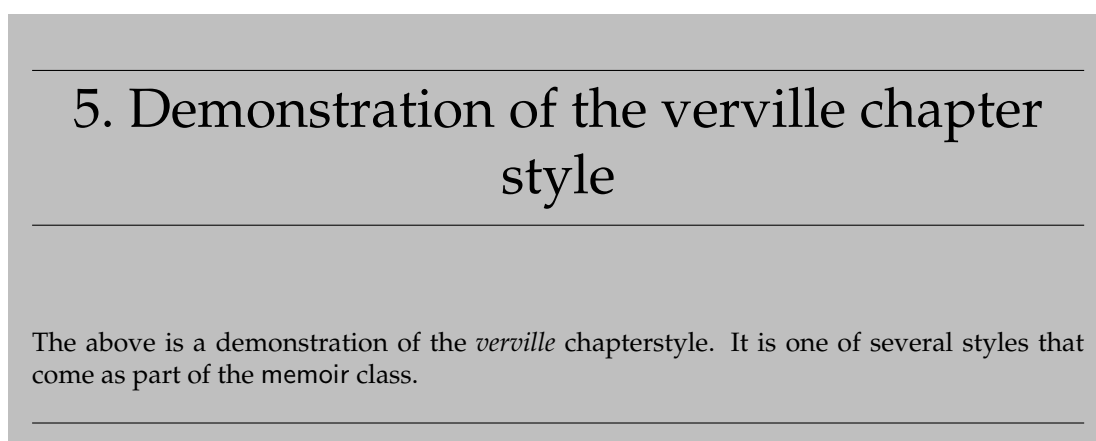 5. Demonstration of the verville chapter
style
The above is a demonstration of the verville chapterstyle. It is one of several styles that
come as part of the memoir class.